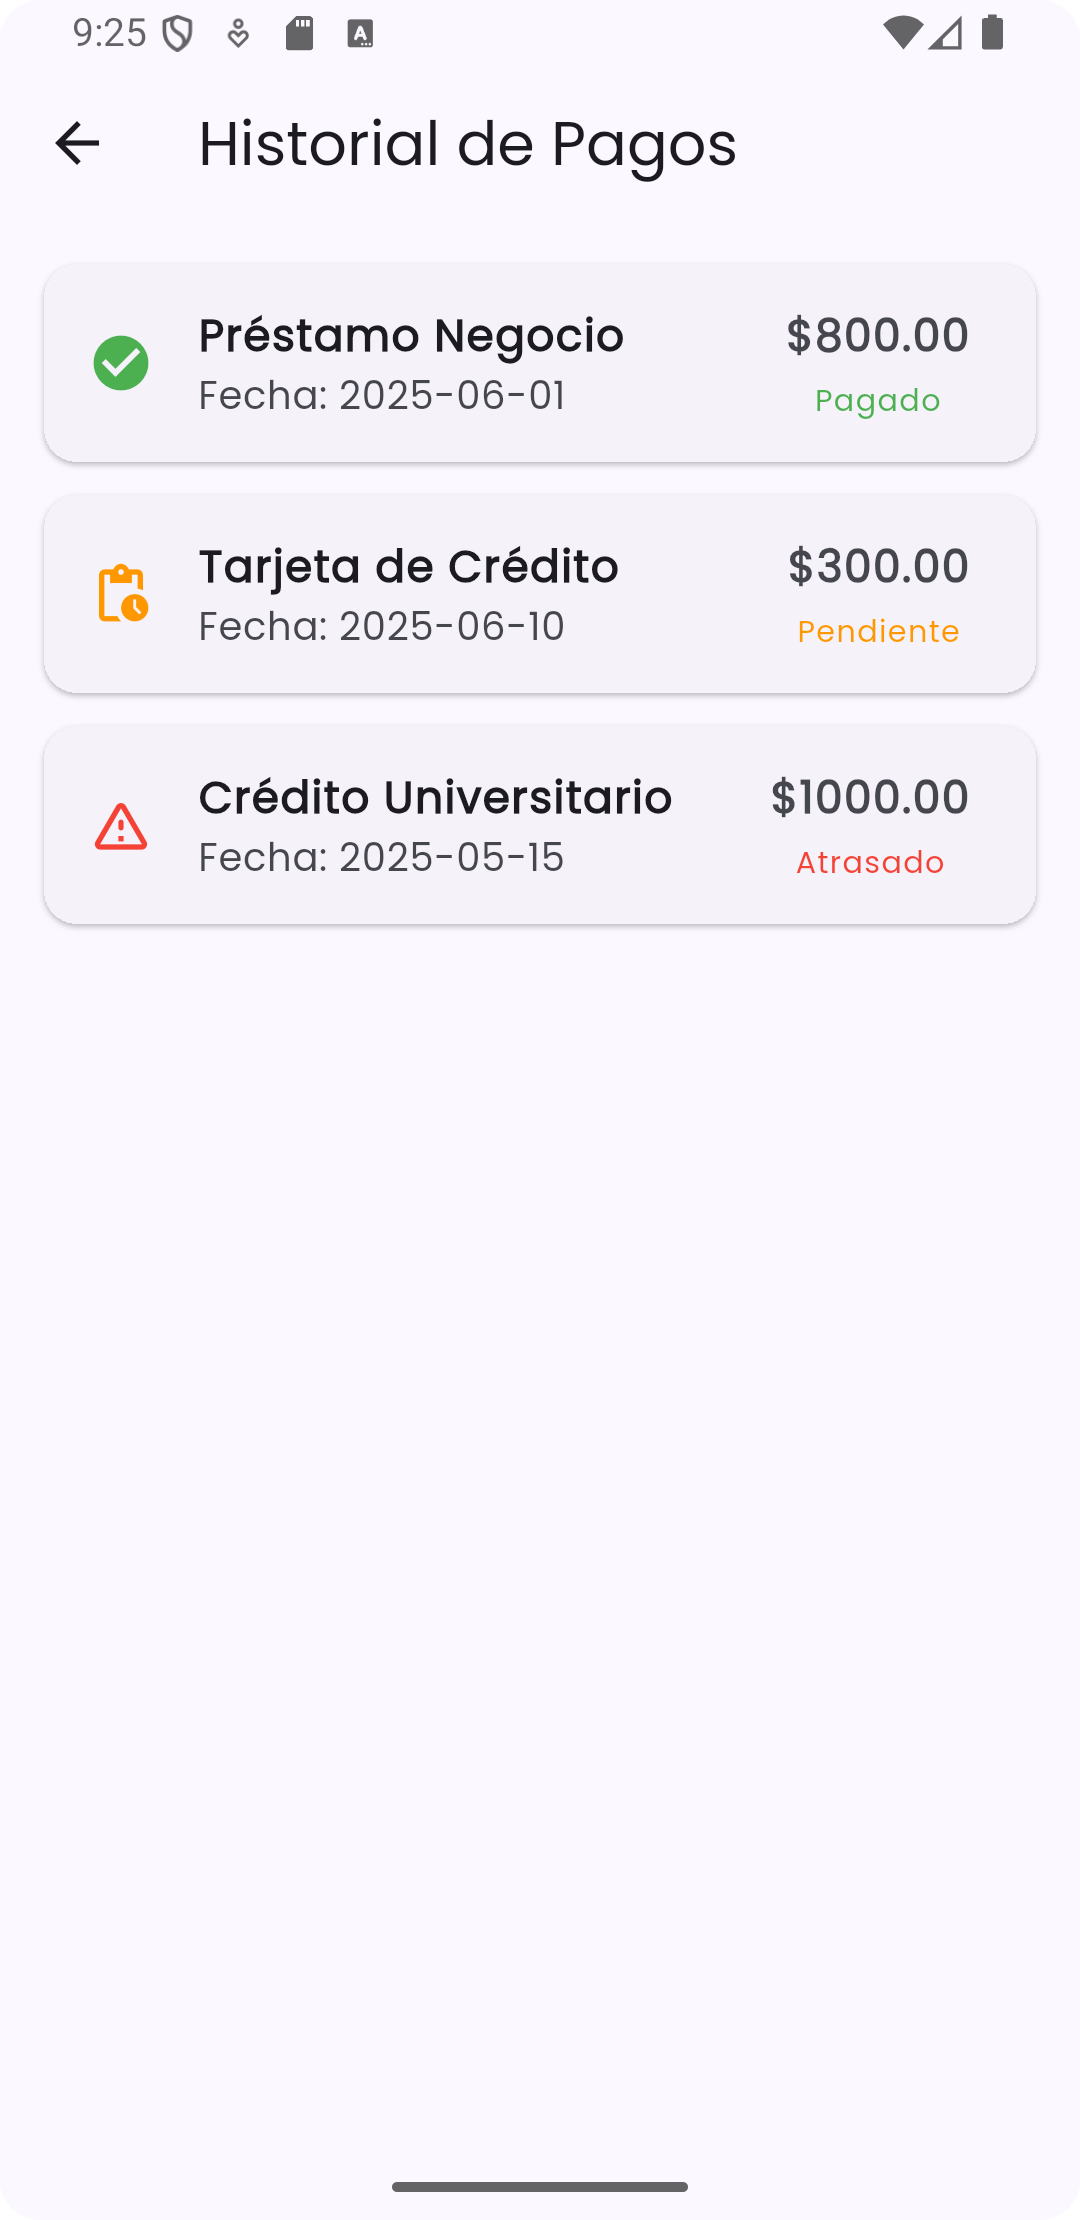 9:25
Historial de Pagos
Préstamo Negocio
$800.00
Fecha: 2025-06-01
Pagado
Tarjeta de Crédito
$300.00
Fecha: 2025-06-10
Pendiente
Crédito Universitario
$1000.00
Fecha: 2025-05-15
Atrasado